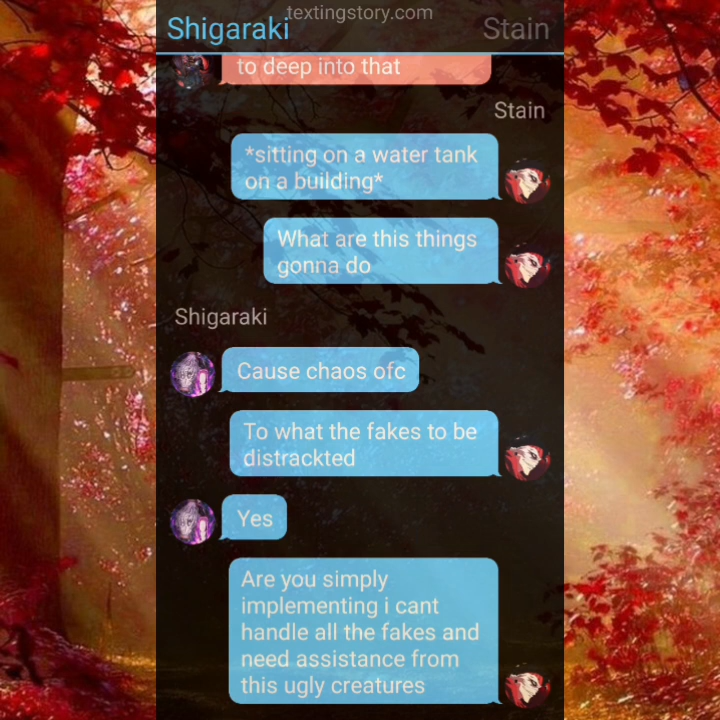 textingstory.com
Shigaraki
Stain
to deep into that
Stain
*sitting on a water tank
on a building*
What are this things
gonna do
Shigaraki
Cause chaos ofc
To what the fakes to be
distrackted
Yes
Are you simply
implementing i cant
handle all the fakes and
need assistance from
this ugly creatures